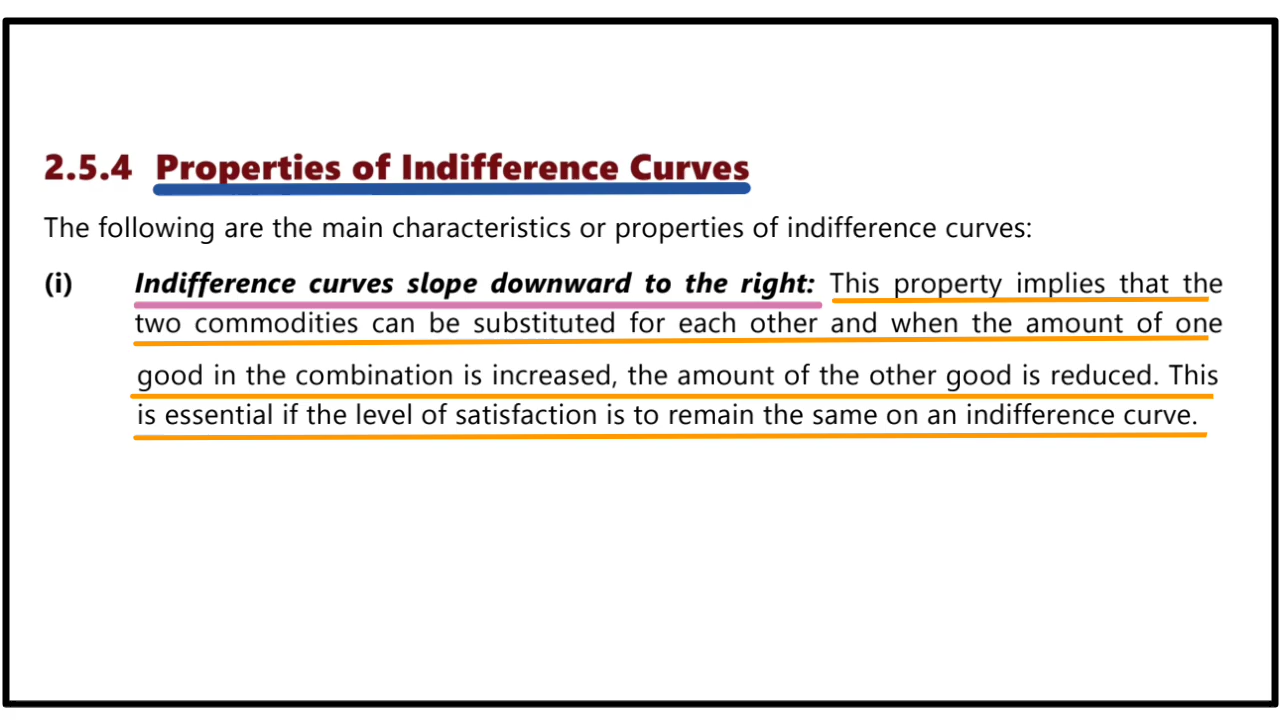 2.5.4 Properties of Indifference Curves
The following are the main characteristics or properties of indifference curves:
(i) Indifference curves slope downward to the right: This property implies that the
two commodities can be substituted for each other and when the amount of one
good in the combination is increased, the amount of the other good is reduced. This
is essential if the level of satisfaction is to remain the same on an indifference curve.